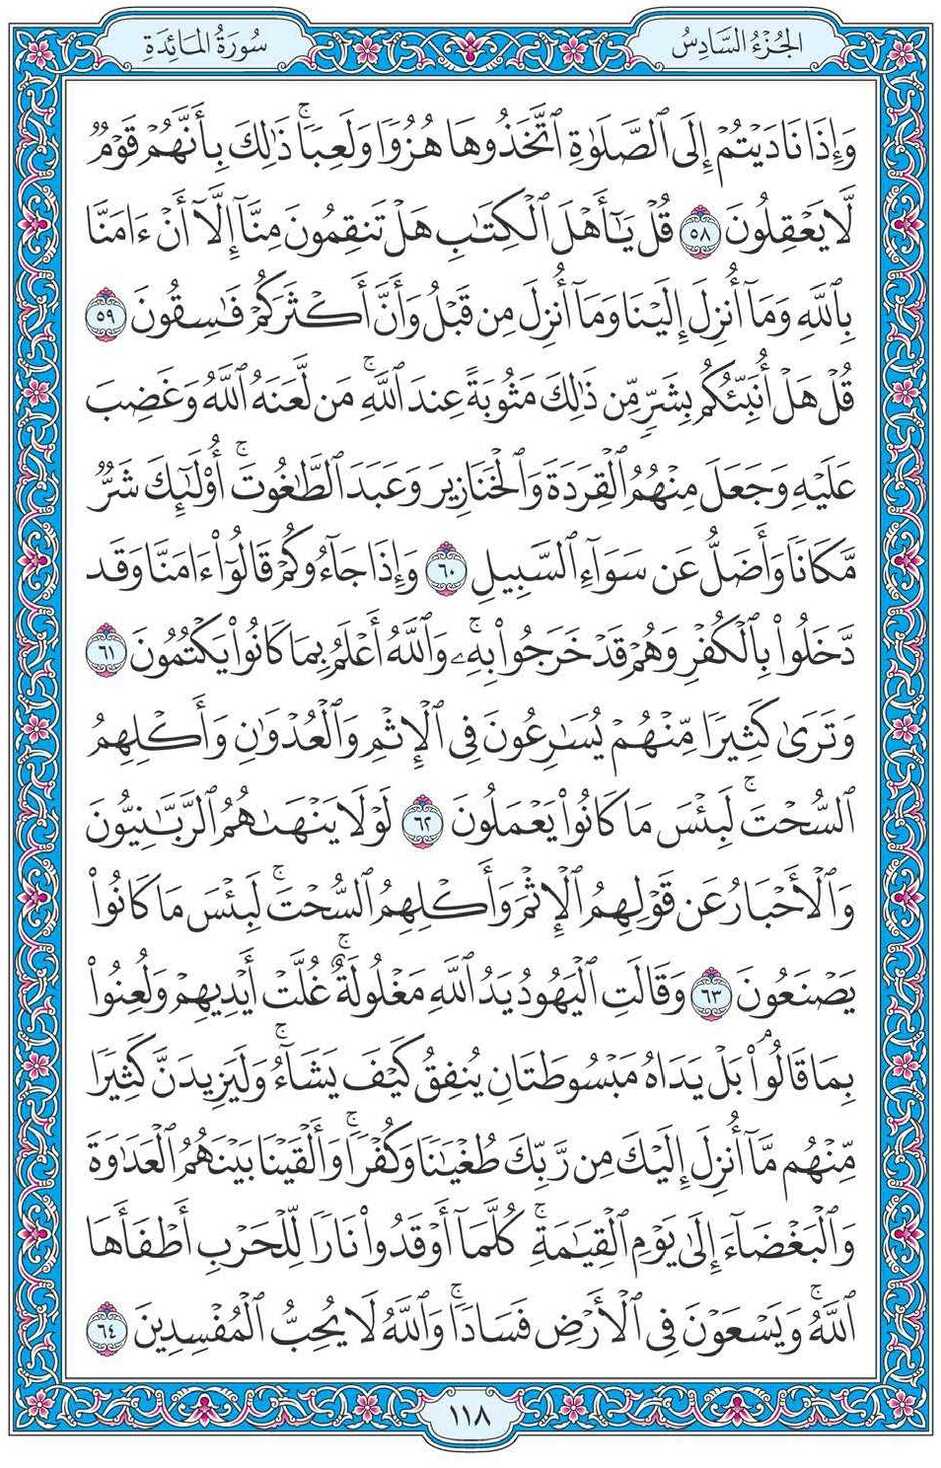 سُورَةُ المَائِدَةِ
الجُزْءُ السَّادِسُ
وَإِذَا نَادَيْتُمْ إِلَى ٱلصَّلَوٰةِ ٱتَّخَذُوهَا هُزُوًا وَلَعِبًا ۚ ذَٰلِكَ بِأَنَّهُمْ قَوْمٌ
لَّا يَعْقِلُونَ ٥٨ قُلْ يَـٰٓأَهْلَ ٱلْكِتَـٰبِ هَلْ تَنقِمُونَ مِنَّآ إِلَّآ أَنْ ءَامَنَّا
بِٱللَّهِ وَمَآ أُنزِلَ إِلَيْنَا وَمَآ أُنزِلَ مِن قَبْلُ وَأَنَّ أَكْثَرَكُمْ فَـٰسِقُونَ ٥٩
قُلْ هَلْ أُنَبِّئُكُم بِشَرٍّ مِّن ذَٰلِكَ مَثُوبَةً عِندَ ٱللَّهِ ۚ مَن لَّعَنَهُ ٱللَّهُ وَغَضِبَ
عَلَيْهِ وَجَعَلَ مِنْهُمُ ٱلْقِرَدَةَ وَٱلْخَنَازِيرَ وَعَبَدَ ٱلطَّـٰغُوتَ ۚ أُو۟لَـٰٓئِكَ شَرٌّ
مَّكَانًا وَأَضَلُّ عَن سَوَآءِ ٱلسَّبِيلِ ٦٠ وَإِذَا جَآءُوكُمْ قَالُوٓا۟ ءَامَنَّا وَقَد
دَّخَلُوا۟ بِٱلْكُفْرِ وَهُمْ قَدْ خَرَجُوا۟ بِهِۦ ۚ وَٱللَّهُ أَعْلَمُ بِمَا كَانُوا۟ يَكْتُمُونَ ٦١
وَتَرَىٰ كَثِيرًا مِّنْهُمْ يُسَـٰرِعُونَ فِى ٱلْإِثْمِ وَٱلْعُدْوَٰنِ وَأَكْلِهِمُ
ٱلسُّحْتَ ۚ لَبِئْسَ مَا كَانُوا۟ يَعْمَلُونَ ٦٢ لَوْلَا يَنْهَىٰهُمُ ٱلرَّبَّـٰنِيُّونَ
وَٱلْأَحْبَارُ عَن قَوْلِهِمُ ٱلْإِثْمَ وَأَكْلِهِمُ ٱلسُّحْتَ ۚ لَبِئْسَ مَا كَانُوا۟
يَصْنَعُونَ ٦٣ وَقَالَتِ ٱلْيَهُودُ يَدُ ٱللَّهِ مَغْلُولَةٌ ۚ غُلَّتْ أَيْدِيهِمْ وَلُعِنُوا۟
بِمَا قَالُوا۟ ۘ بَلْ يَدَاهُ مَبْسُوطَتَانِ يُنفِقُ كَيْفَ يَشَآءُ ۚ وَلَيَزِيدَنَّ كَثِيرًا
مِّنْهُم مَّآ أُنزِلَ إِلَيْكَ مِن رَّبِّكَ طُغْيَـٰنًا وَكُفْرًا ۚ وَأَلْقَيْنَا بَيْنَهُمُ ٱلْعَدَٰوَةَ
وَٱلْبَغْضَآءَ إِلَىٰ يَوْمِ ٱلْقِيَـٰمَةِ ۚ كُلَّمَآ أَوْقَدُوا۟ نَارًا لِّلْحَرْبِ أَطْفَأَهَا
ٱللَّهُ ۚ وَيَسْعَوْنَ فِى ٱلْأَرْضِ فَسَادًا ۚ وَٱللَّهُ لَا يُحِبُّ ٱلْمُفْسِدِينَ ٦٤
١١٨